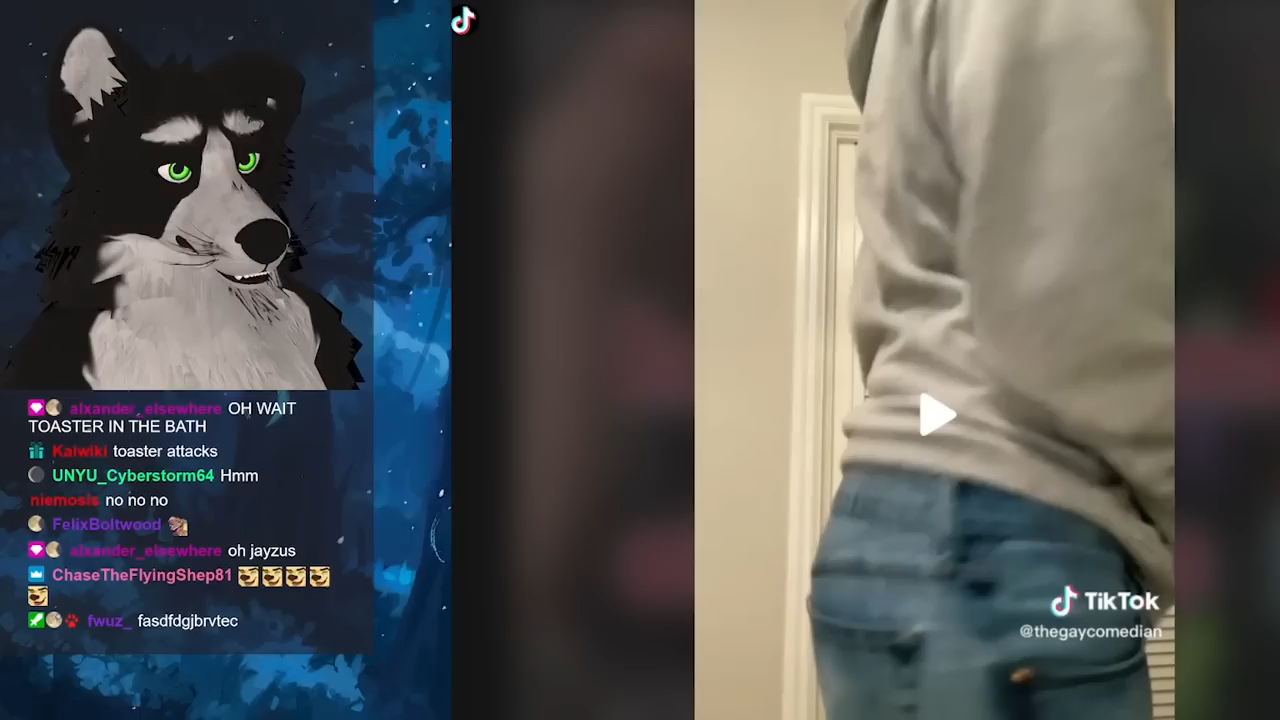 alxander_elsewhere OH WAIT
TOASTER IN THE BATH
Kaiwiki toaster attacks
UNYU_Cyberstorm64 Hmm
niemosis no no no
FelixBoltwood
alxander_elsewhere oh jayzus
ChaseTheFlyingShep81
fwuz_ fasdfdgjbrvtec
TikTok
@thegaycomedian